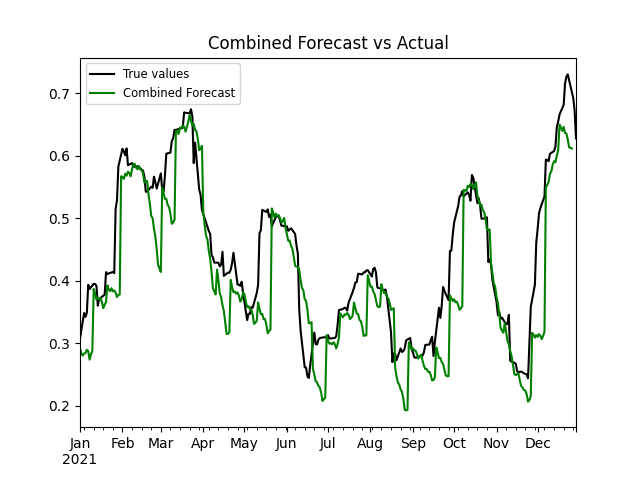 Combined Forecast vs Actual
True values
Combined Forecast
0.7
0.6
0.5
0.4
0.3
0.2
Jan Feb Mar Apr May Jun Jul Aug Sep Oct Nov Dec
2021